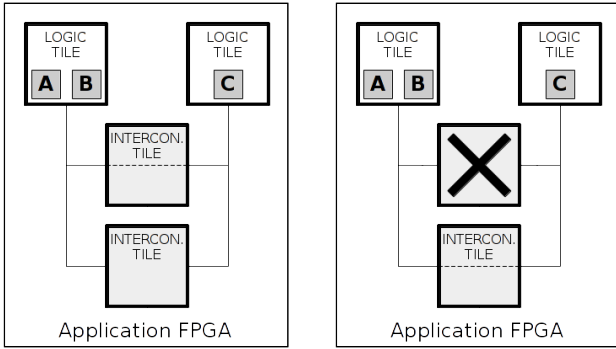 LOGIC
TILE
A B
LOGIC
TILE
C
INTERCON.
TILE
INTERCON.
TILE
Application FPGA
LOGIC
TILE
A B
LOGIC
TILE
C
INTERCON.
TILE
Application FPGA